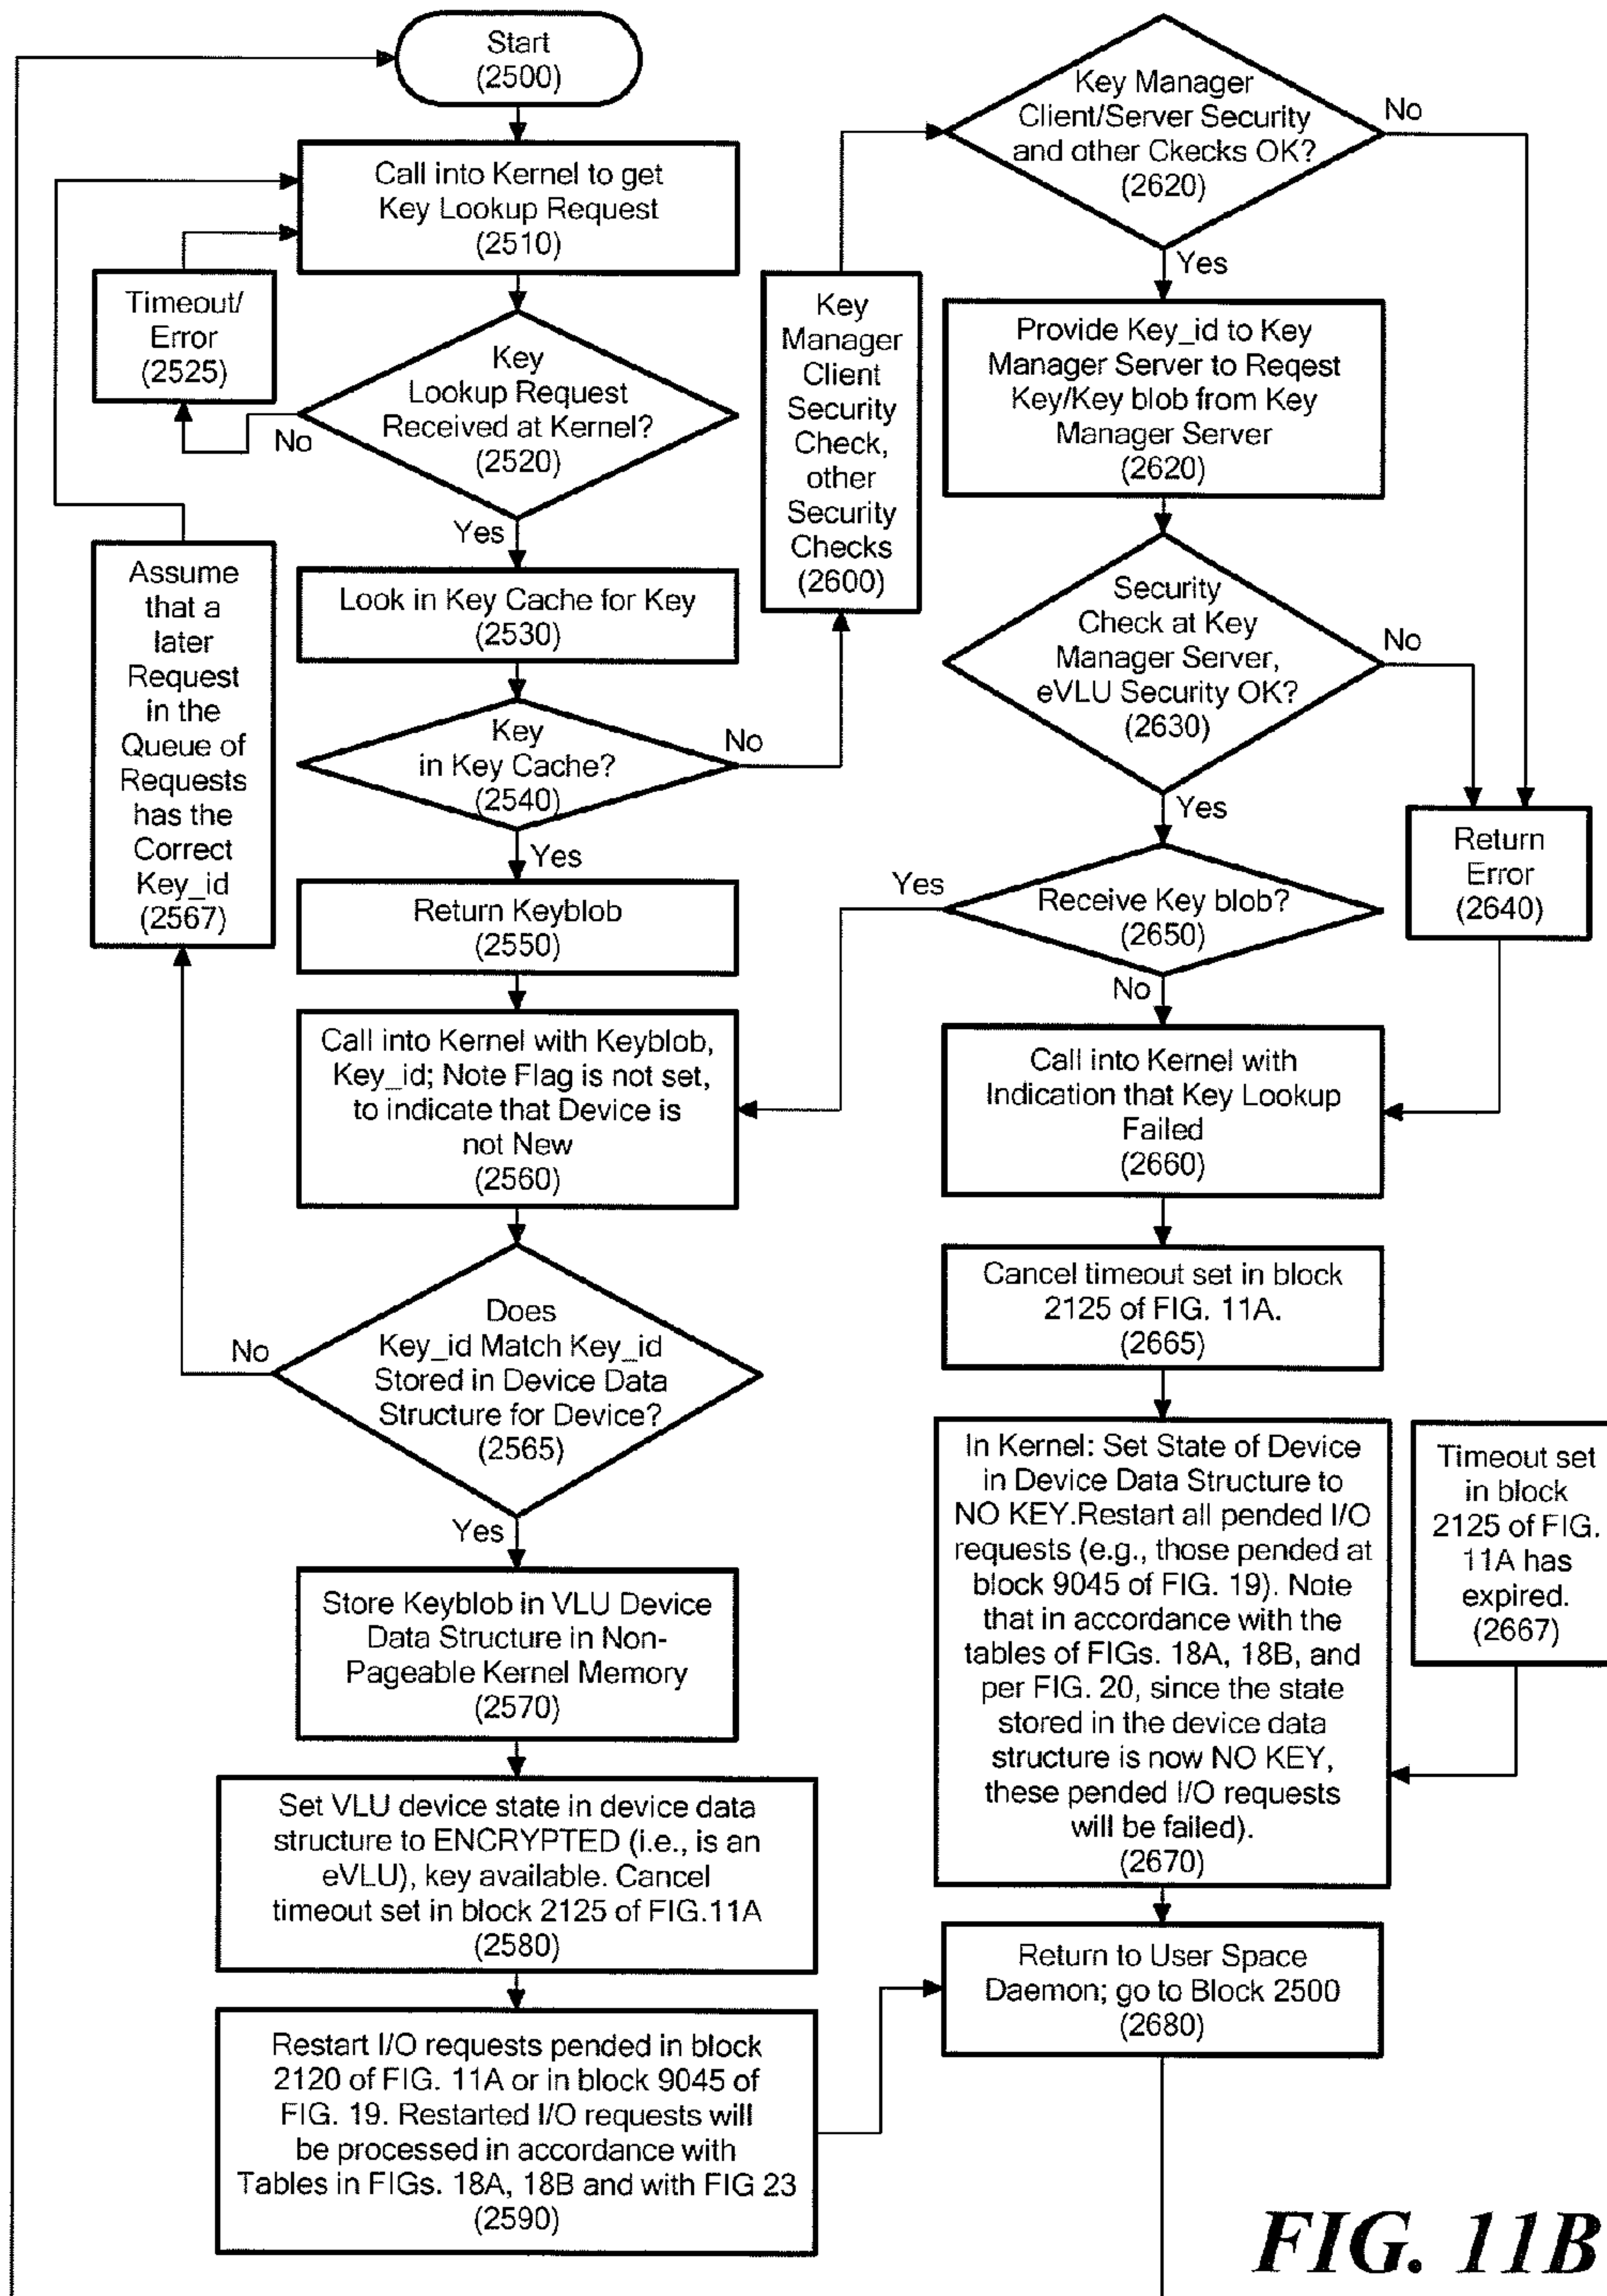 Start
(2500)
Call into Kernel to get
Key Lookup Request
(2510)
Timeout/
Error
(2525)
Key
Lookup Request
Received at Kernel?
(2520)
No
Yes
Look in Key Cache for Key
(2530)
Key
in Key Cache?
(2540)
No
Yes
Return Keyblob
(2550)
Call into Kernel with Keyblob,
Key_id; Note Flag is not set,
to indicate that Device is
not New
(2560)
Does
Key_id Match Key_id
Stored in Device Data
Structure for Device?
(2565)
No
Yes
Assume
that a
later
Request
in the
Queue of
Requests
has the
Correct
Key_id
(2567)
Store Keyblob in VLU Device
Data Structure in Non-
Pageable Kernel Memory
(2570)
Set VLU device state in device data
structure to ENCRYPTED (i.e., is an
eVLU), key available. Cancel
timeout set in block 2125 of FIG.11A
(2580)
Restart I/O requests pended in block
2120 of FIG. 11A or in block 9045 of
FIG. 19. Restarted I/O requests will
be processed in accordance with
Tables in FIGs. 18A, 18B and with FIG 23
(2590)
Key
Manager
Client
Security
Check,
other
Security
Checks
(2600)
Key Manager
Client/Server Security
and other Ckecks OK?
(2620)
No
Yes
Provide Key_id to Key
Manager Server to Reqest
Key/Key blob from Key
Manager Server
(2620)
Security
Check at Key
Manager Server,
eVLU Security OK?
(2630)
No
Yes
Return
Error
(2640)
Receive Key blob?
(2650)
Yes
No
Call into Kernel with
Indication that Key Lookup
Failed
(2660)
Cancel timeout set in block
2125 of FIG. 11A.
(2665)
In Kernel: Set State of Device
in Device Data Structure to
NO KEY.Restart all pended I/O
requests (e.g., those pended at
block 9045 of FIG. 19). Note
that in accordance with the
tables of FIGs. 18A, 18B, and
per FIG. 20, since the state
stored in the device data
structure is now NO KEY,
these pended I/O requests
will be failed).
(2670)
Timeout set
in block
2125 of FIG.
11A has
expired.
(2667)
Return to User Space
Daemon; go to Block 2500
(2680)
FIG. 11B